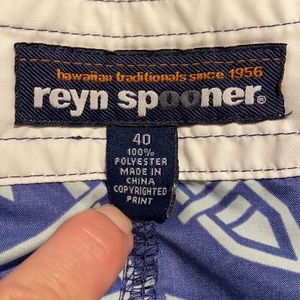 hawaiian traditionals since 1956
reyn spooner®
40
100%
POLYESTER
MADE IN
CHINA
COPYRIGHTED
PRINT